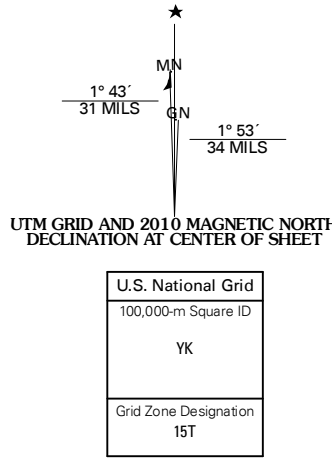 MN
1° 43´
31 MILS
GN
1° 53´
34 MILS
UTM GRID AND 2010 MAGNETIC NORTH
DECLINATION AT CENTER OF SHEET
U.S. National Grid
100,000-m Square ID
YK
Grid Zone Designation
15T